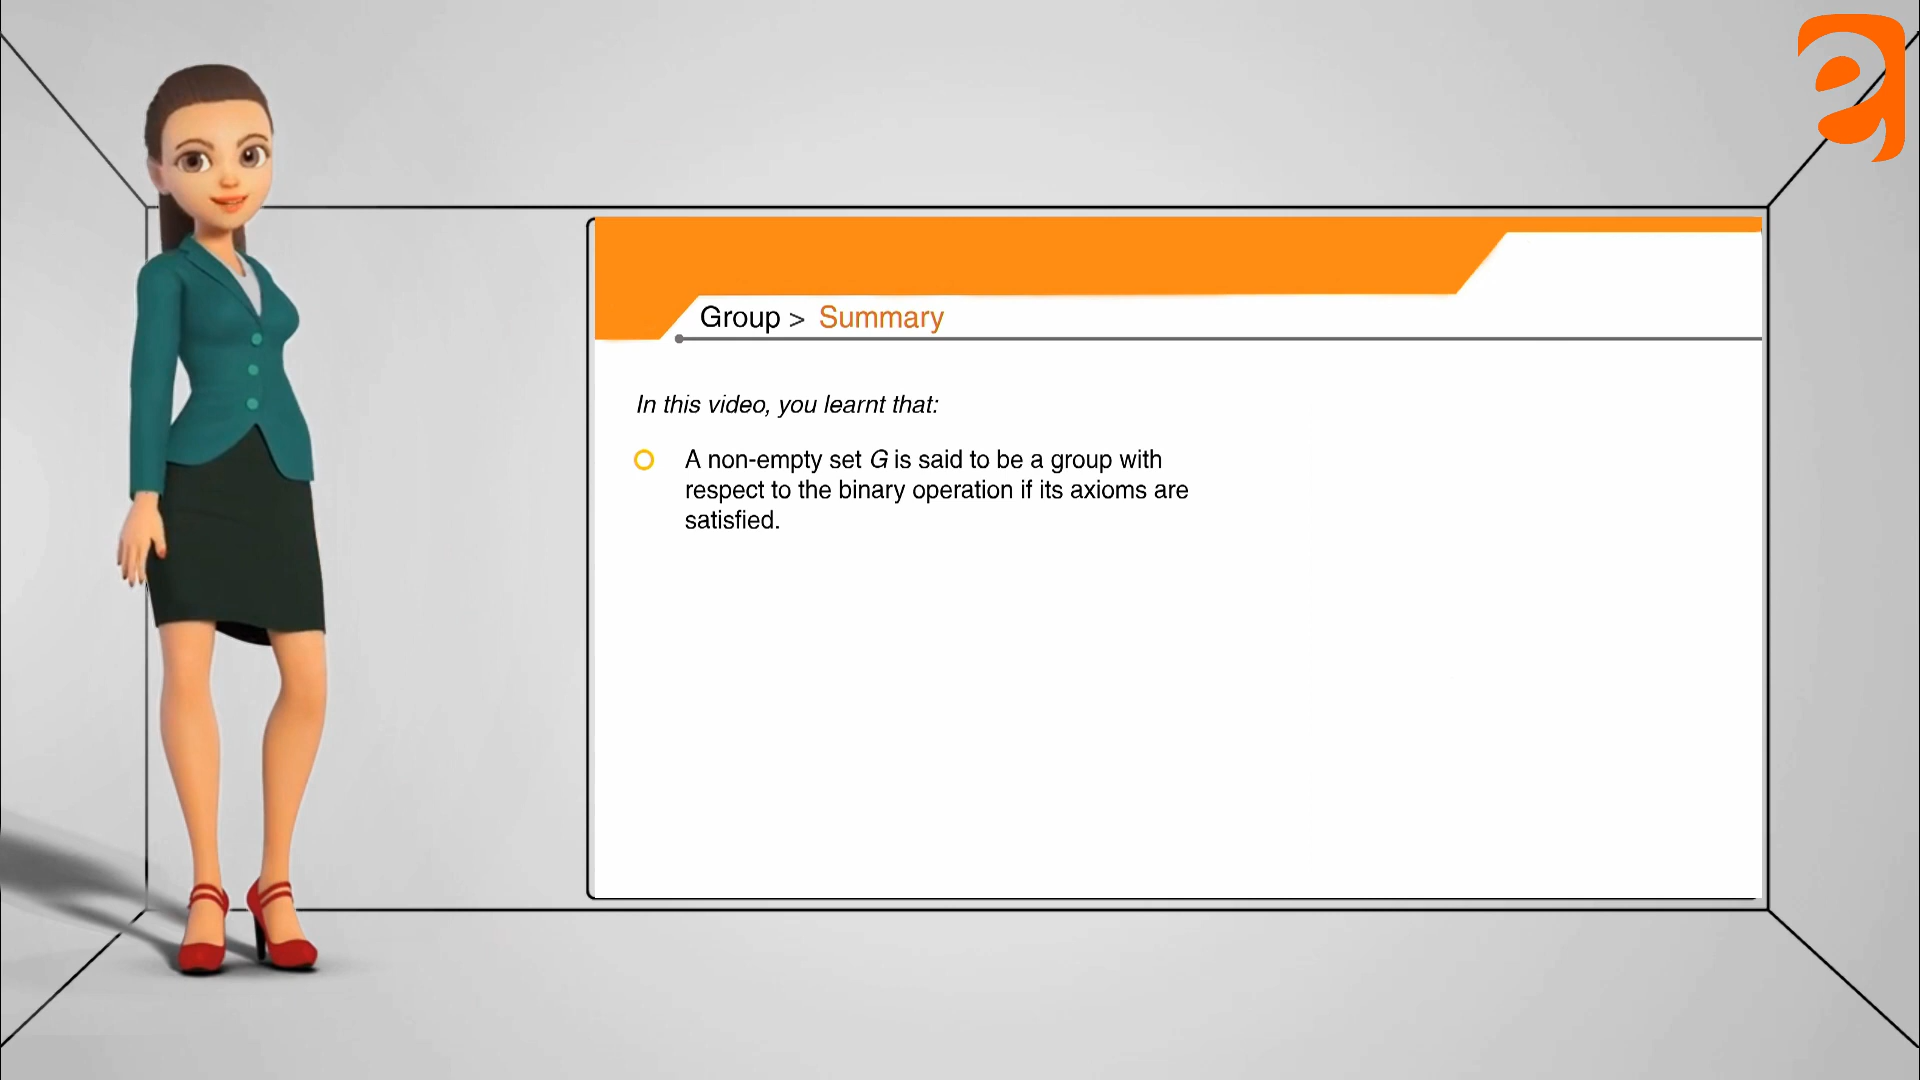 Group > Summary
In this video, you learnt that:
A non-empty set G is said to be a group with
respect to the binary operation if its axioms are
satisfied.